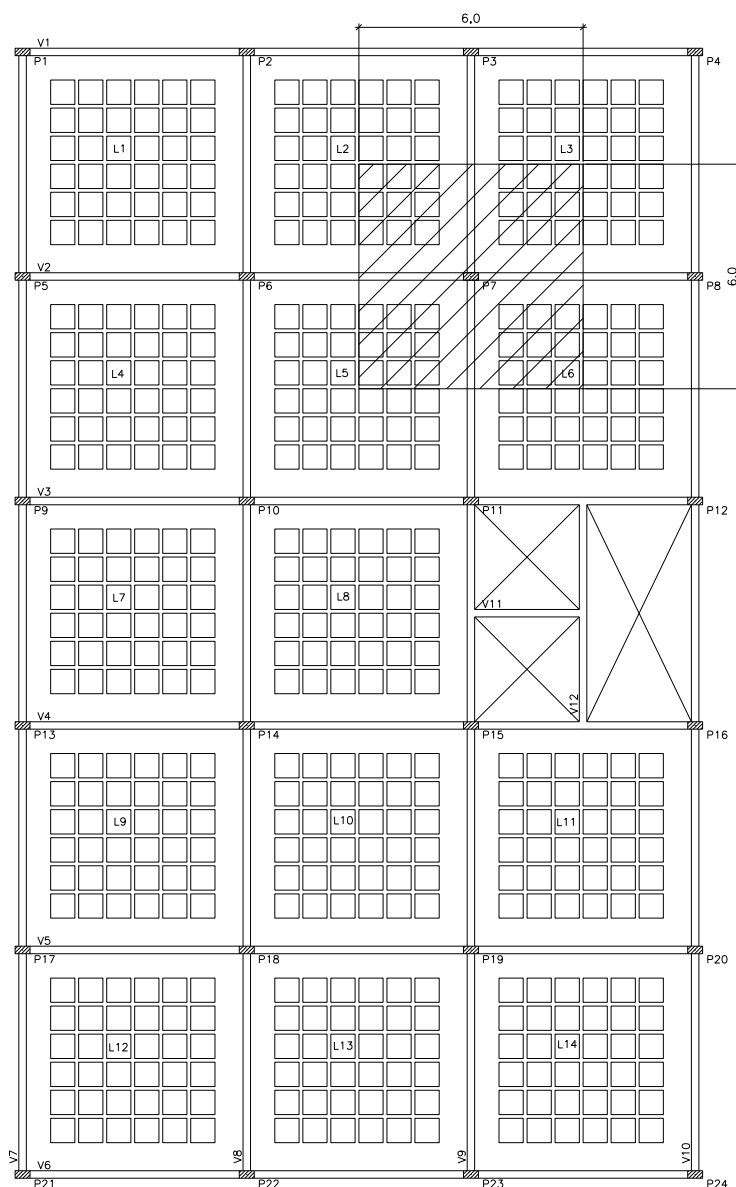 6,0
V1
P1 P2 P3 P4
L1 L2 L3
V2
P5 P6 P7 P8
6,0
L4 L5 L6
V3
P9 P10 P11 P12
L7 L8
V11
V12
V4
P13 P14 P15 P16
L9 L10 L11
V5
P17 P18 P19 P20
L12 L13 L14
V7 V8 V9 V10
V6
P21 P22 P23 P24